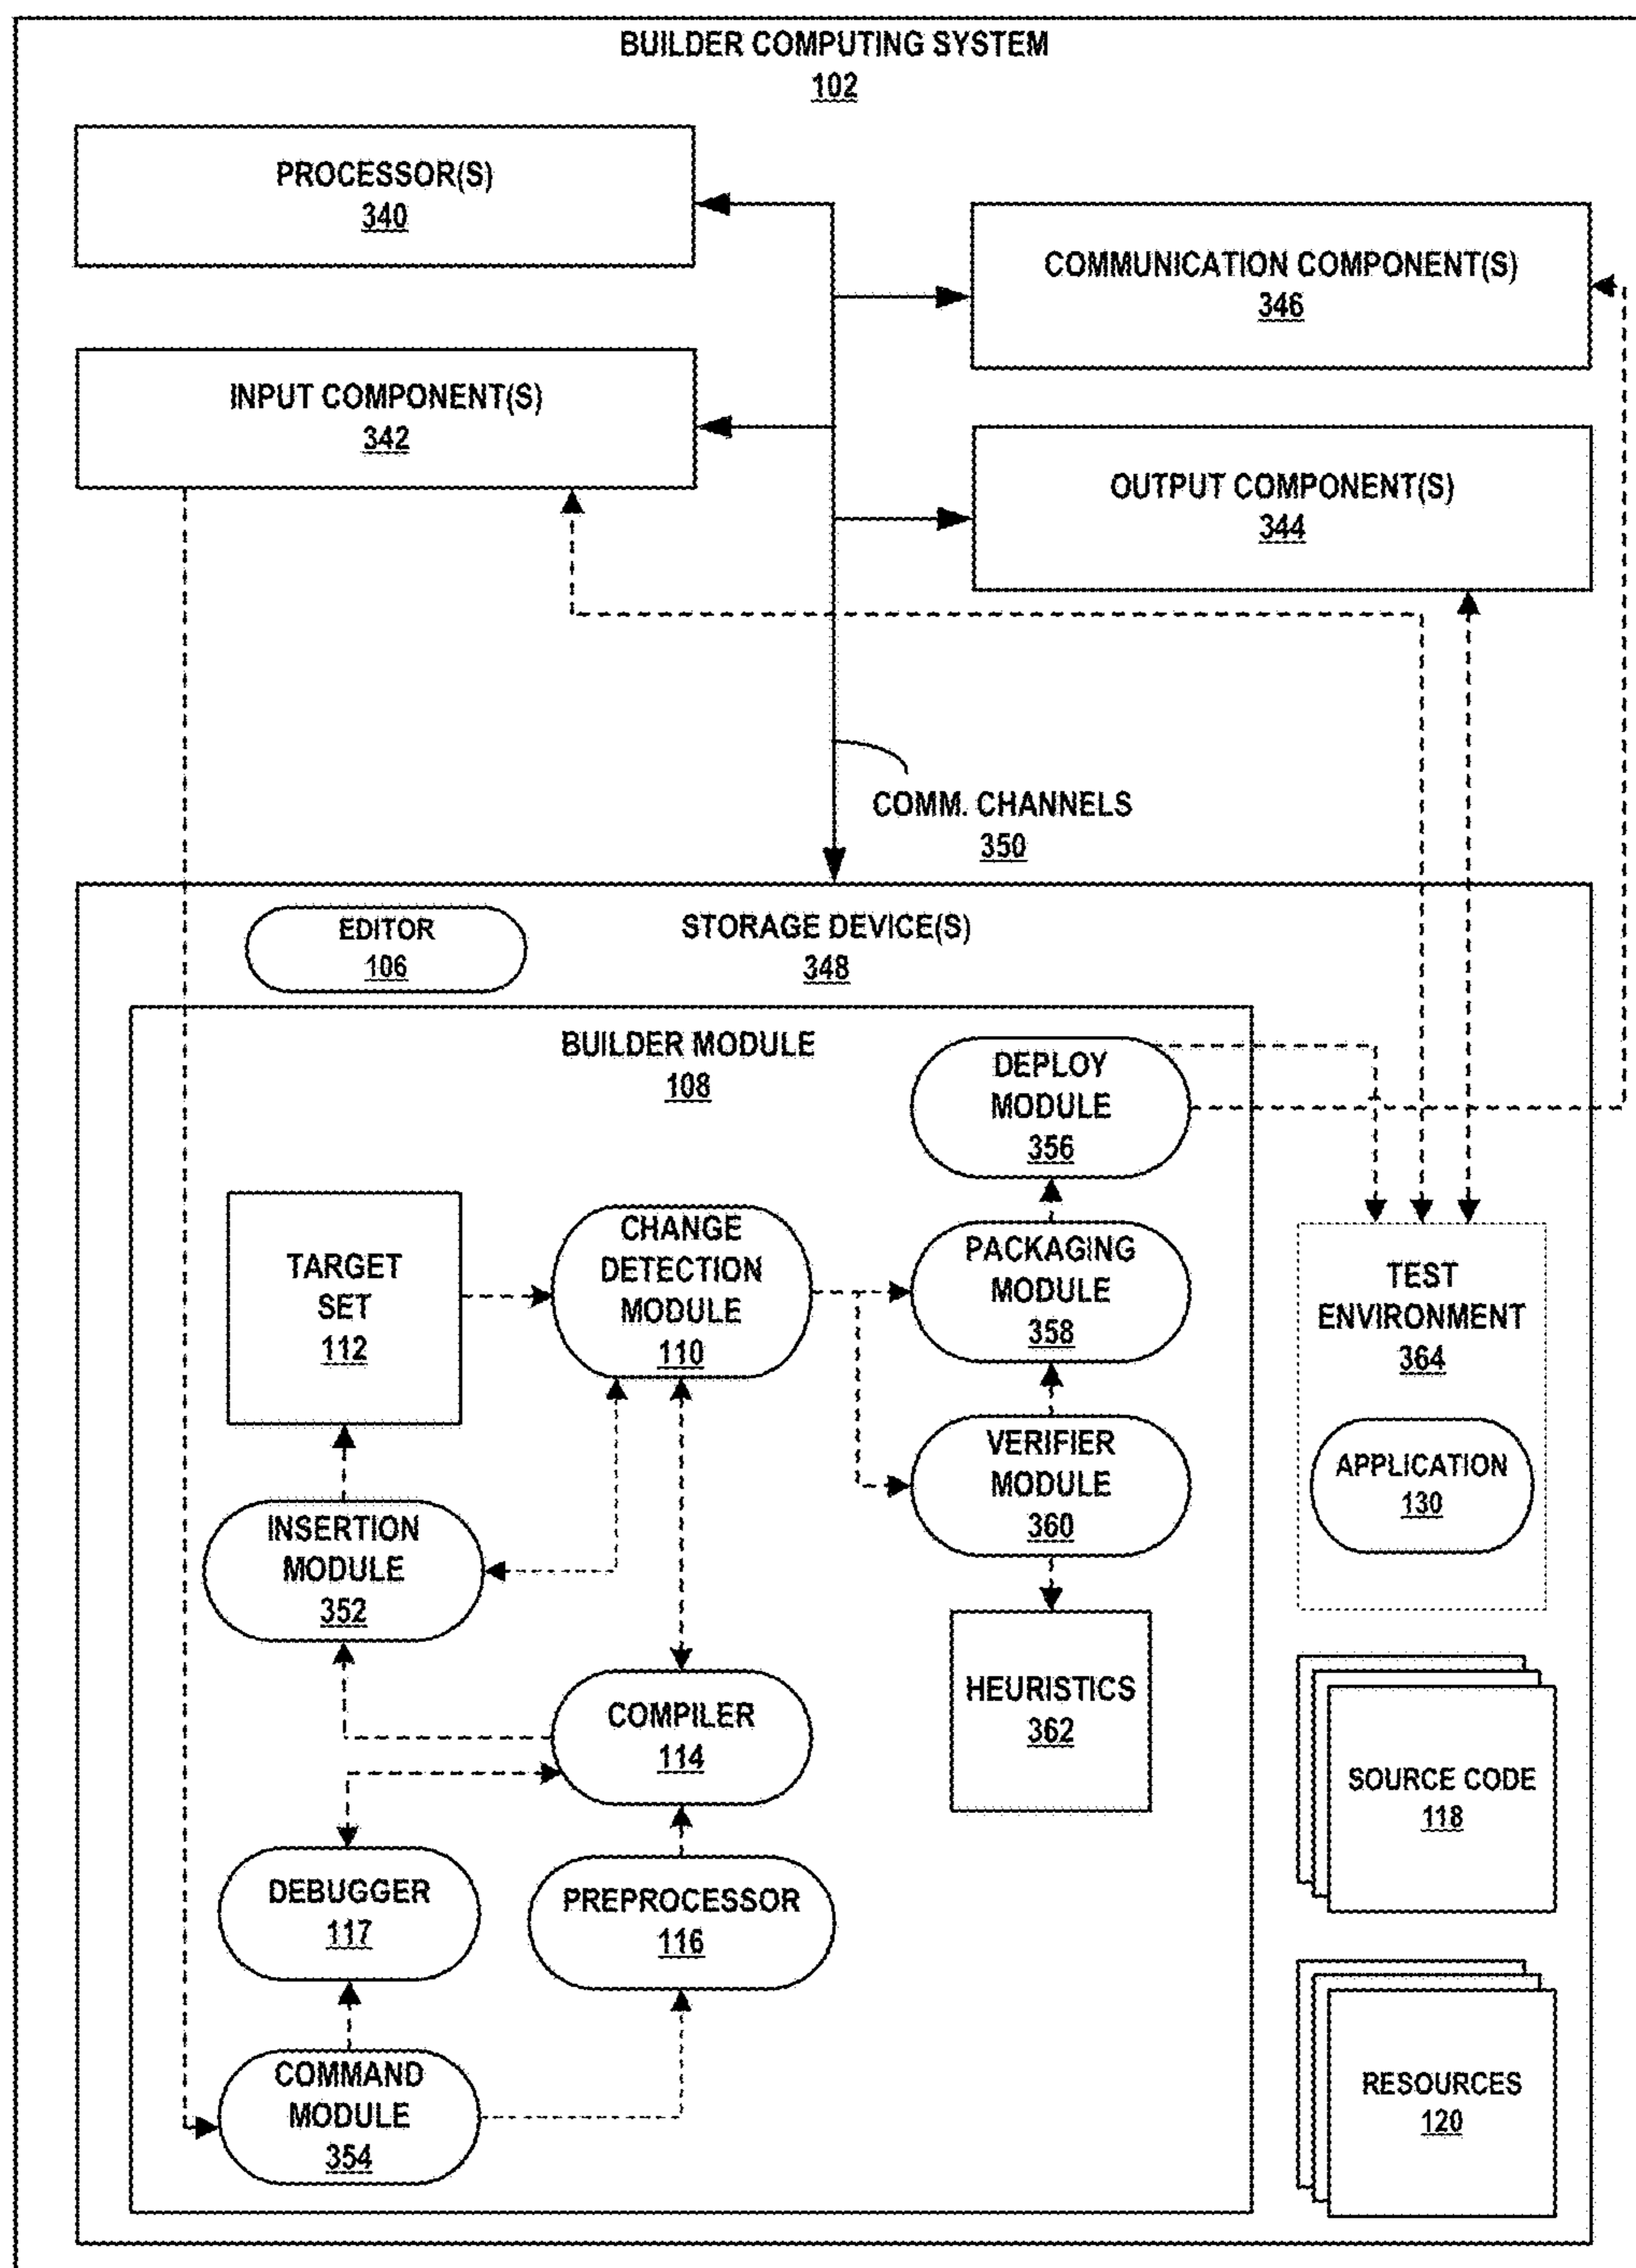 BUILDER COMPUTING SYSTEM
102
PROCESSOR(S)
340
COMMUNICATION COMPONENT(S)
346
INPUT COMPONENT(S)
342
OUTPUT COMPONENT(S)
344
COMM. CHANNELS
350
EDITOR
106
STORAGE DEVICE(S)
348
BUILDER MODULE
108
DEPLOY
MODULE
356
TARGET
SET
112
CHANGE
DETECTION
MODULE
110
PACKAGING
MODULE
358
TEST
ENVIRONMENT
364
VERIFIER
MODULE
360
APPLICATION
130
INSERTION
MODULE
352
HEURISTICS
362
COMPILER
114
SOURCE CODE
118
DEBUGGER
117
PREPROCESSOR
116
COMMAND
MODULE
354
RESOURCES
120